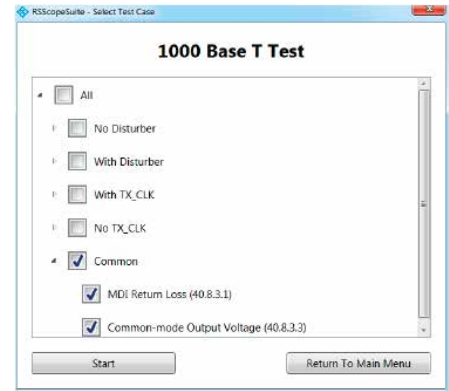 RSScopeSuite - Select Test Case
1000 Base T Test
All
No Disturber
With Disturber
With TX_CLK
No TX_CLK
Common
MDI Return Loss (40.8.3.1)
Common-mode Output Voltage (40.8.3.3)
Start Return To Main Menu